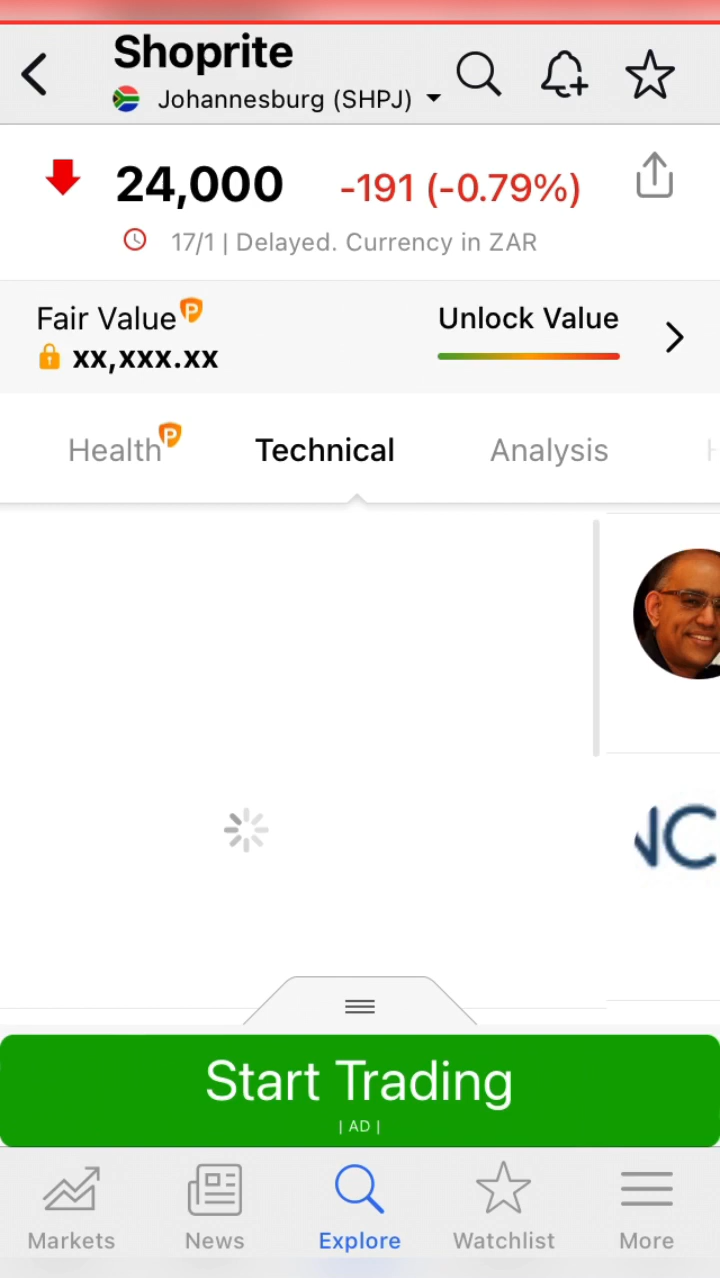 Shoprite
Johannesburg (SHPJ)
24,000 -191 (-0.79%)
17/1 | Delayed. Currency in ZAR
Fair Value P Unlock Value
xx,xxx.xx
Health P Technical Analysis
NC
Start Trading
| AD |
Markets News Explore Watchlist More